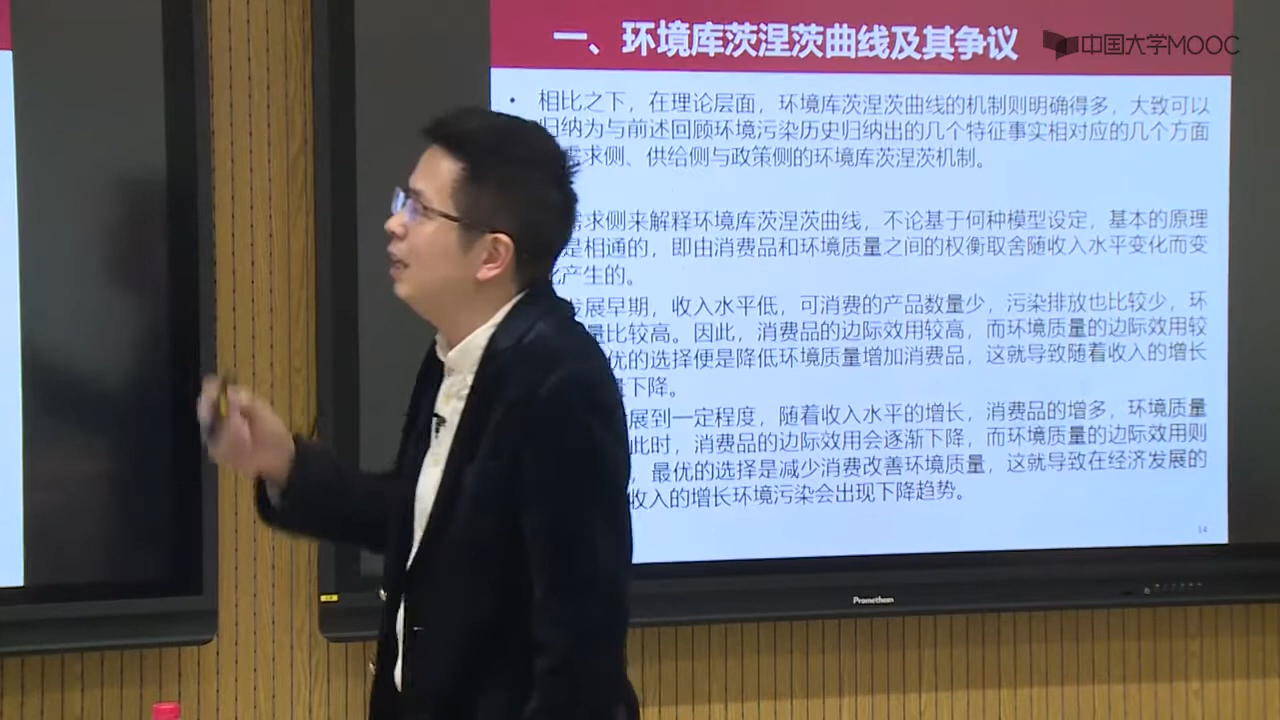 一、环境库茨涅茨曲线及其争议
中国大学MOOC
• 相比之下，在理论层面，环境库茨涅茨曲线的机制则明确得多，大致可以
归纳为与前述回顾环境污染历史归纳出的几个特征事实相对应的几个方面
需求侧、供给侧与政策侧的环境库茨涅茨机制。
需求侧来解释环境库茨涅茨曲线，不论基于何种模型设定，基本的原理
是相通的，即由消费品和环境质量之间的权衡取舍随收入水平变化而变
化产生的。
发展早期，收入水平低，可消费的产品数量少，污染排放也比较少，环
量比较高。因此，消费品的边际效用较高，而环境质量的边际效用较
优的选择便是降低环境质量增加消费品，这就导致随着收入的增长
量下降。
展到一定程度，随着收入水平的增长，消费品的增多，环境质量
此时，消费品的边际效用会逐渐下降，而环境质量的边际效用则
，最优的选择是减少消费改善环境质量，这就导致在经济发展的
收入的增长环境污染会出现下降趋势。
14
Promethean